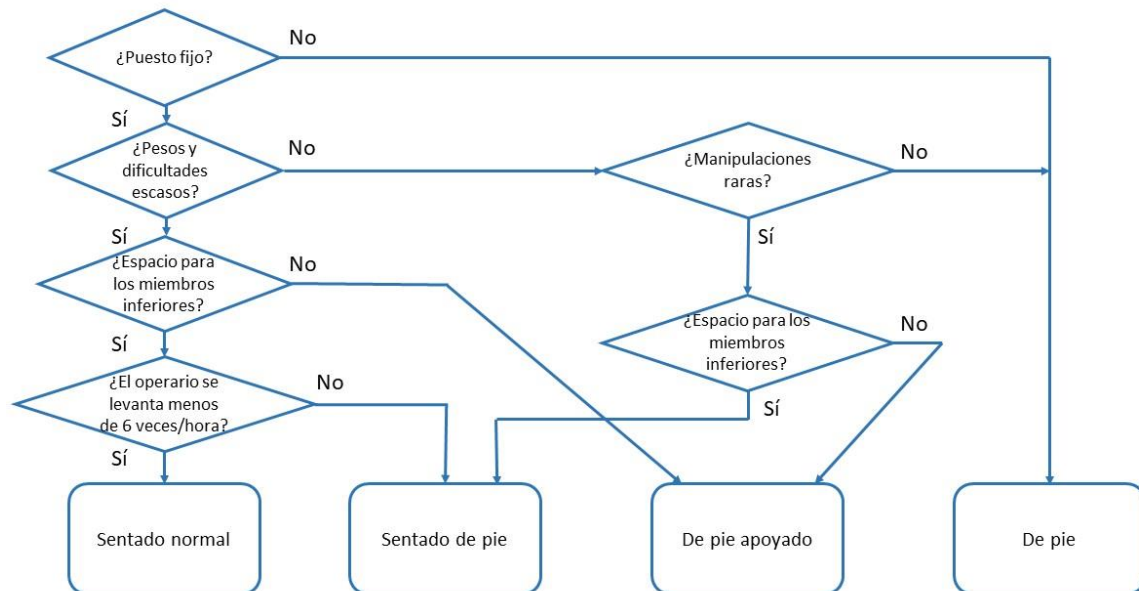 No
¿Puesto fijo?
Sí
¿Pesos y
dificultades
escasos?
No
¿Manipulaciones
raras?
No
Sí
Sí
¿Espacio para
los miembros
inferiores?
No
¿Espacio para los
miembros
inferiores?
No
Sí
¿El operario se
levanta menos
de 6 veces/hora?
No
Sí
Sí
Sentado normal
Sentado de pie
De pie apoyado
De pie